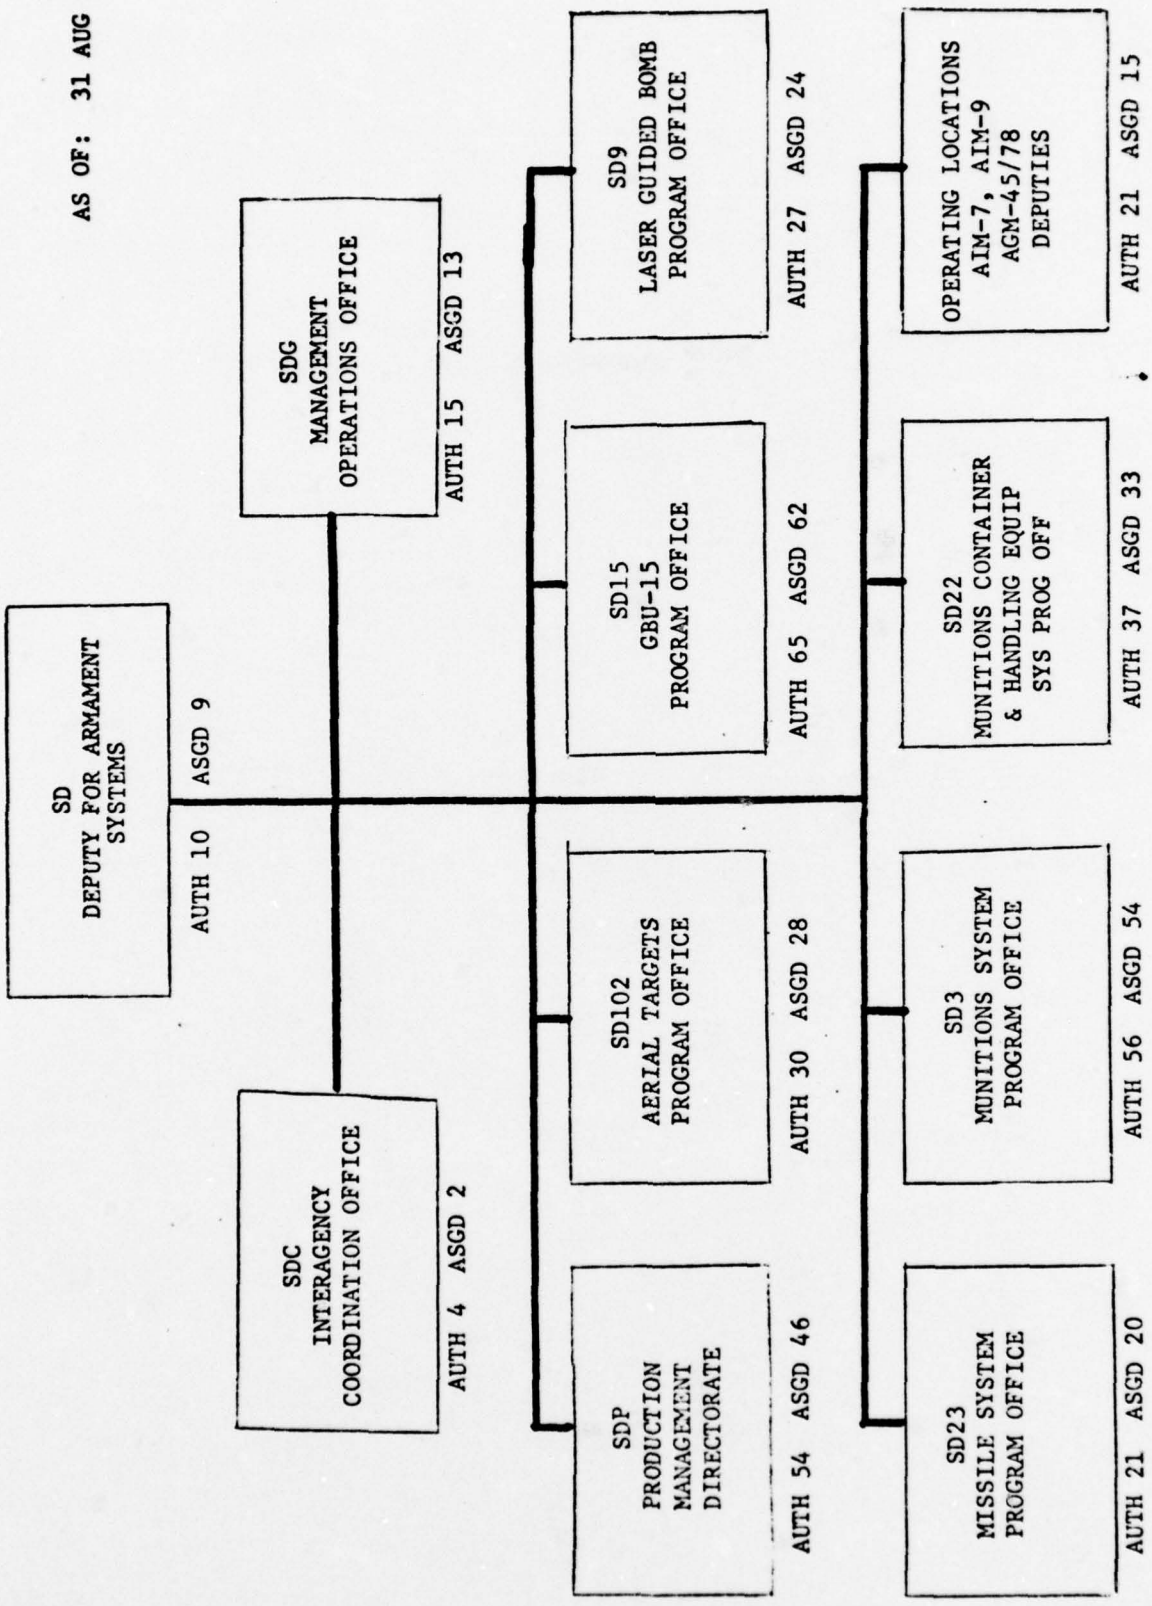 AS OF: 31 AUG
SD
DEPUTY FOR ARMAMENT
SYSTEMS
AUTH 10 ASGD 9
SDC
INTERAGENCY
COORDINATION OFFICE
AUTH 4 ASGD 2
SDG
MANAGEMENT
OPERATIONS OFFICE
AUTH 15 ASGD 13
SDP
PRODUCTION
MANAGEMENT
DIRECTORATE
AUTH 54 ASGD 46
SD102
AERIAL TARGETS
PROGRAM OFFICE
AUTH 30 ASGD 28
SD15
GBU-15
PROGRAM OFFICE
AUTH 65 ASGD 62
SD9
LASER GUIDED BOMB
PROGRAM OFFICE
AUTH 27 ASGD 24
SD23
MISSILE SYSTEM
PROGRAM OFFICE
AUTH 21 ASGD 20
SD3
MUNITIONS SYSTEM
PROGRAM OFFICE
AUTH 56 ASGD 54
SD22
MUNITIONS CONTAINER
& HANDLING EQUIP
SYS PROG OFF
AUTH 37 ASGD 33
OPERATING LOCATIONS
AIM-7, AIM-9
AGM-45/78
DEPUTIES
AUTH 21 ASGD 15